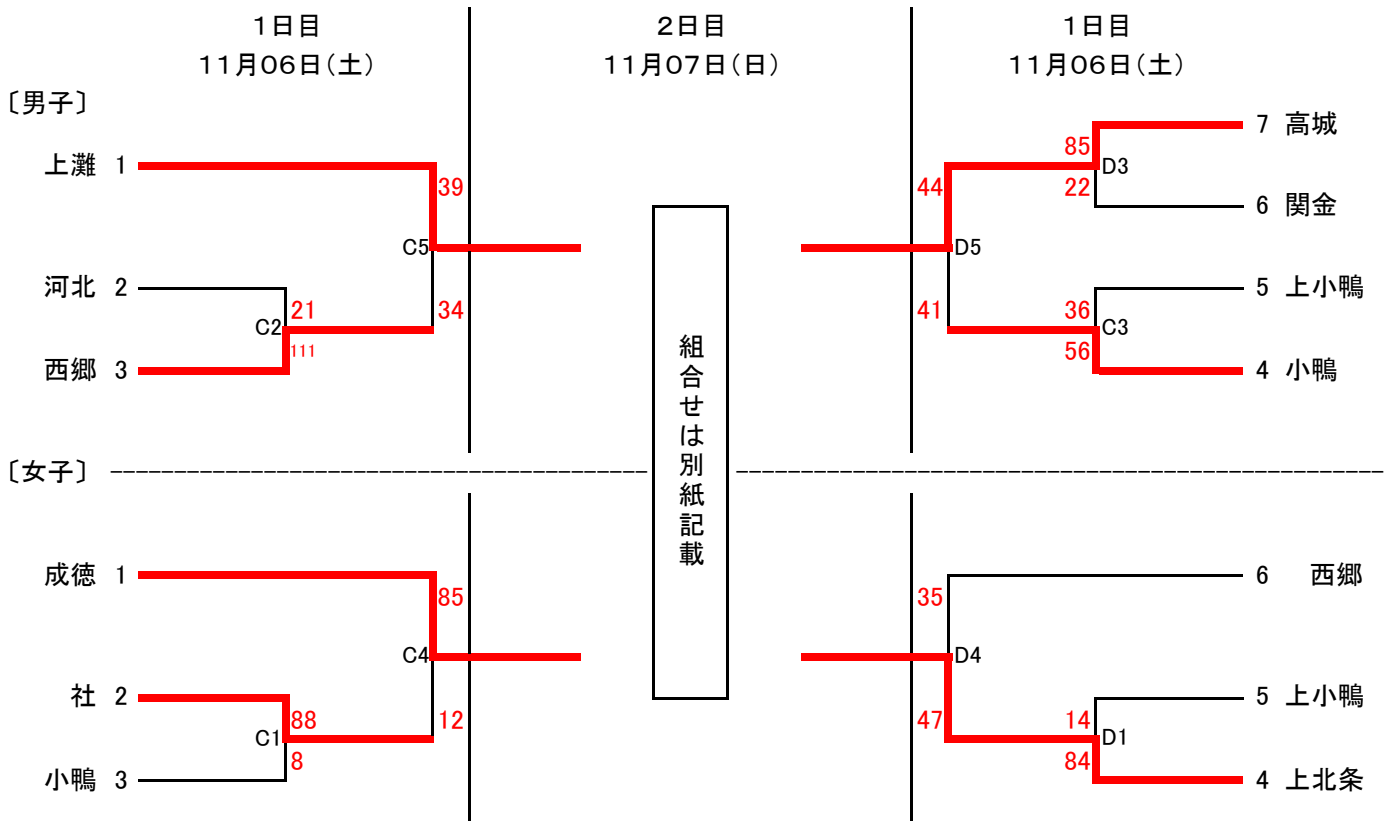 1日目
11月06日(土)
2日目
11月07日(日)
1日目
11月06日(土)
〔男子〕
上灘 1
39
C5
河北 2
21
34
C2
111
西郷 3
7 高城
85
D3
44
22
6 関金
D5
5 上小鴨
41
36
C3
56
4 小鴨
組合せは別紙記載
〔女子〕
成徳 1
85
C4
社 2
88
12
C1
8
小鴨 3
6 西郷
35
D4
5 上小鴨
47
14
D1
84
4 上北条